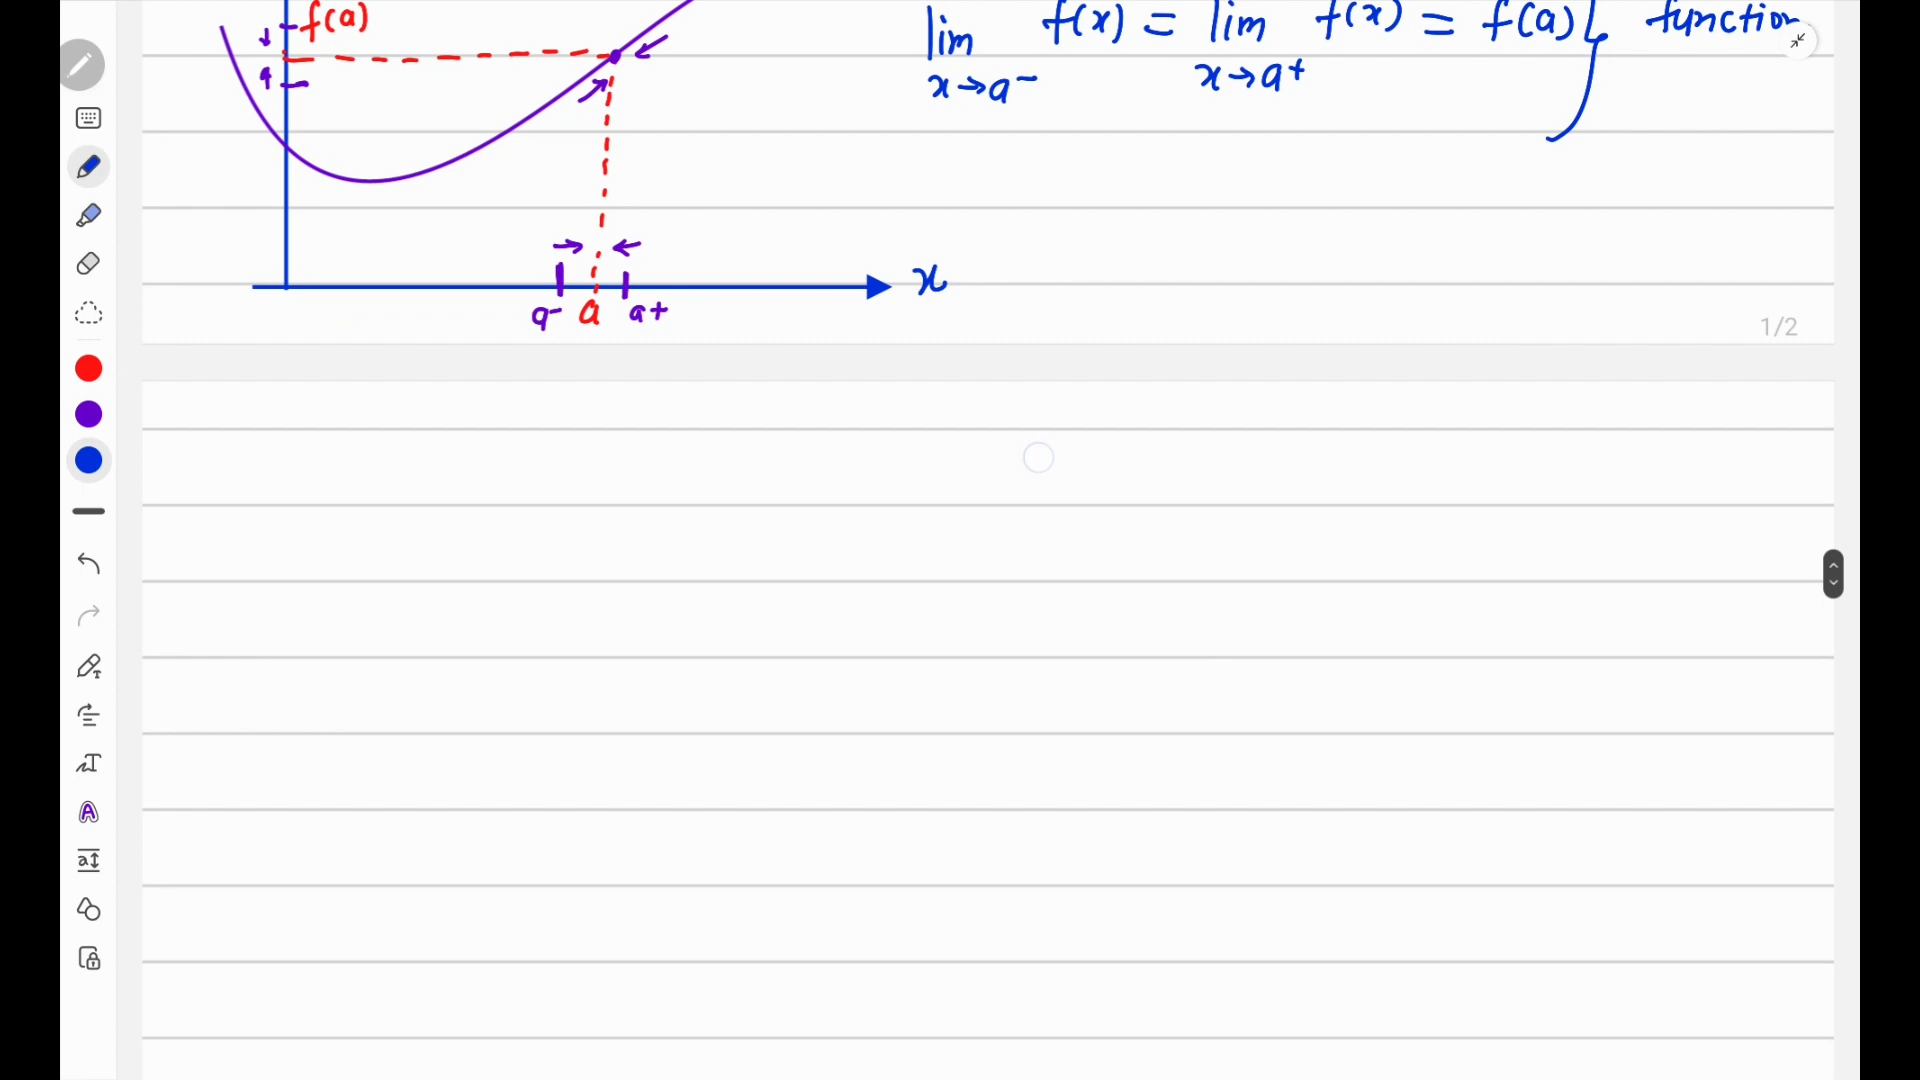 f(a)
lim f(x) = lim f(x) = f(a) function
x→a⁻ x→a⁺
x
a⁻ a a⁺
1/2